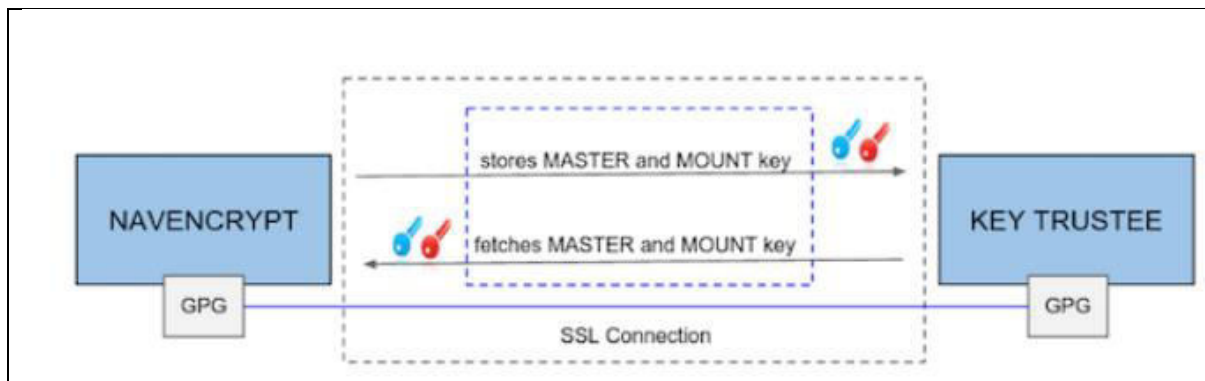 stores MASTER and MOUNT key
NAVENCRYPT
KEY TRUSTEE
fetches MASTER and MOUNT key
GPG
GPG
SSL Connection